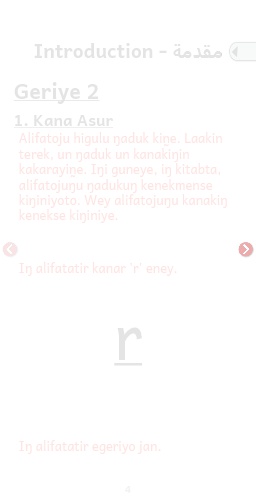 Introduction - مقدمة
Geriye 2
1. Kana Asur
Alifatoju higulu ŋaduk kiŋe. Laakin
terek, un ŋaduk un kanakiŋin
kakarayiŋe. Iŋi guneye, iŋ kitabta,
alifatojuŋu ŋadukuŋ kenekmense
kiŋiniyoto. Wey alifatojuŋu kanakiŋ
kenekse kiŋiniye.
Iŋ alifatatir kanar 'r' eney.
r
Iŋ alifatatir egeriyo jan.
4